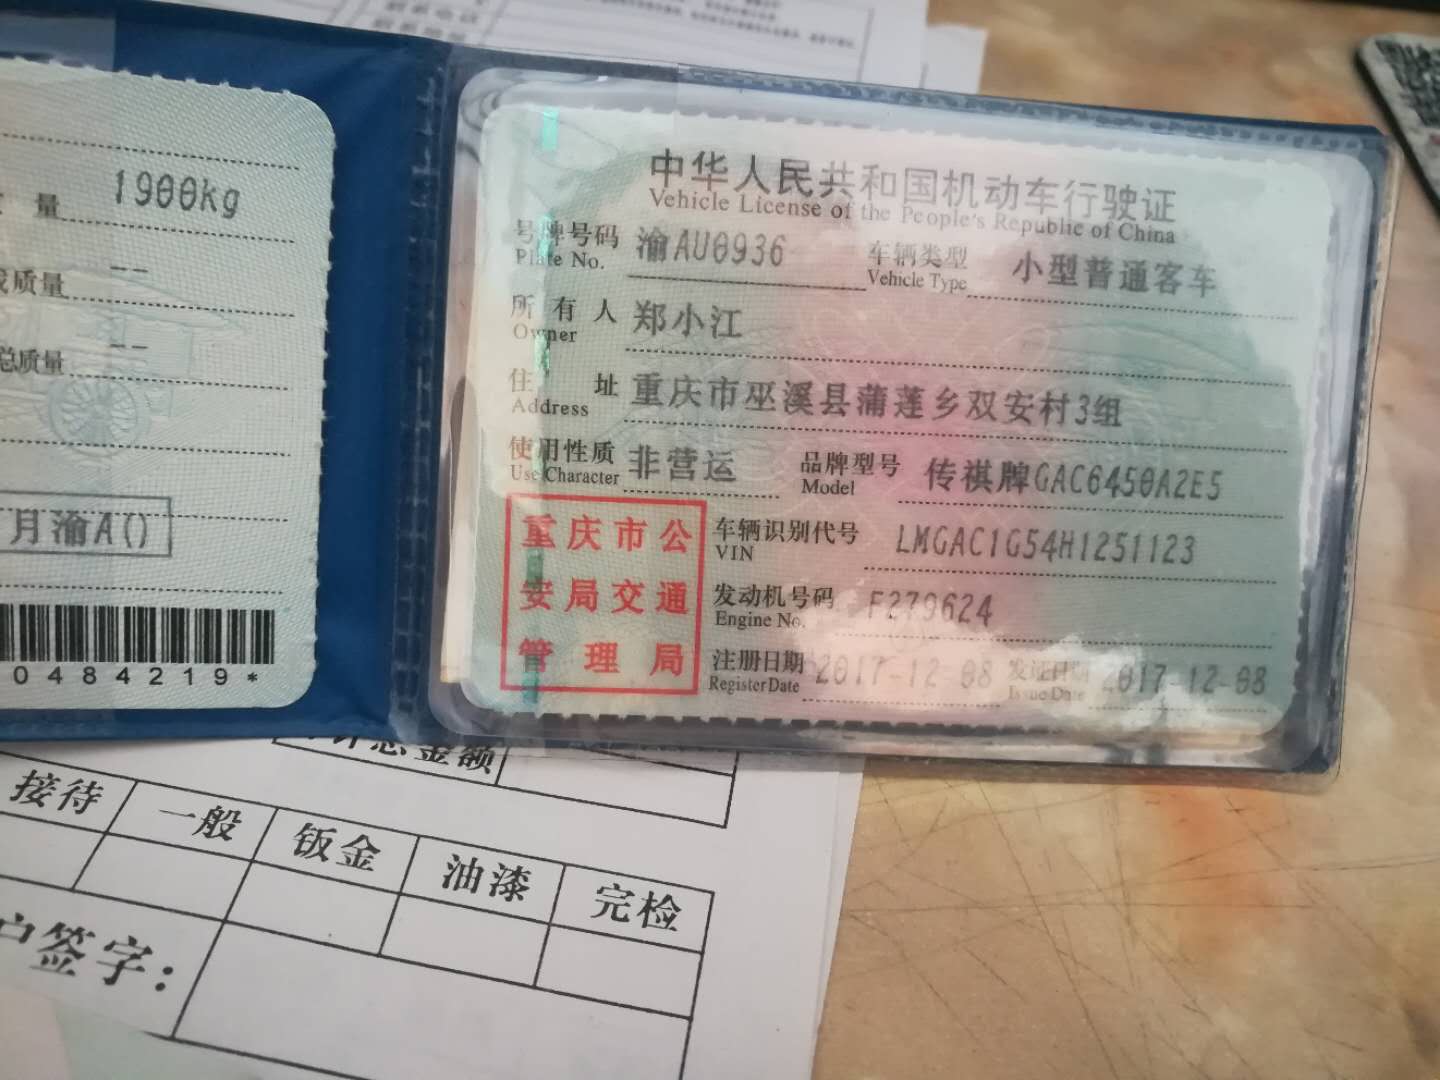 量 1900kg
质量 --
总质量 --
月渝A()
0484219*
中华人民共和国机动车行驶证
Vehicle License of the People's Republic of China
号牌号码 渝AU0936 车辆类型 小型普通客车
Plate No. Vehicle Type
所有人 郑小江
Owner
住址 重庆市巫溪县蒲莲乡双安村3组
Address
使用性质 非营运 品牌型号 传祺牌GAC6450A2E5
Use Character Model
重庆市公
安局交通
管理局
车辆识别代号 LMGAC1G54H1251123
VIN
发动机号码 F279624
Engine No.
注册日期 2017-12-08 发证日期 2017-12-08
Register Date Issue Date
总金额
接待 一般 钣金 油漆 完检
户签字: